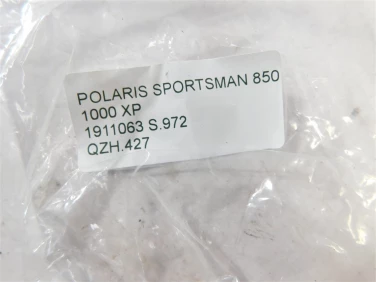 POLARIS SPORTSMAN 850
1000 XP
1911063 S.972
QZH.427